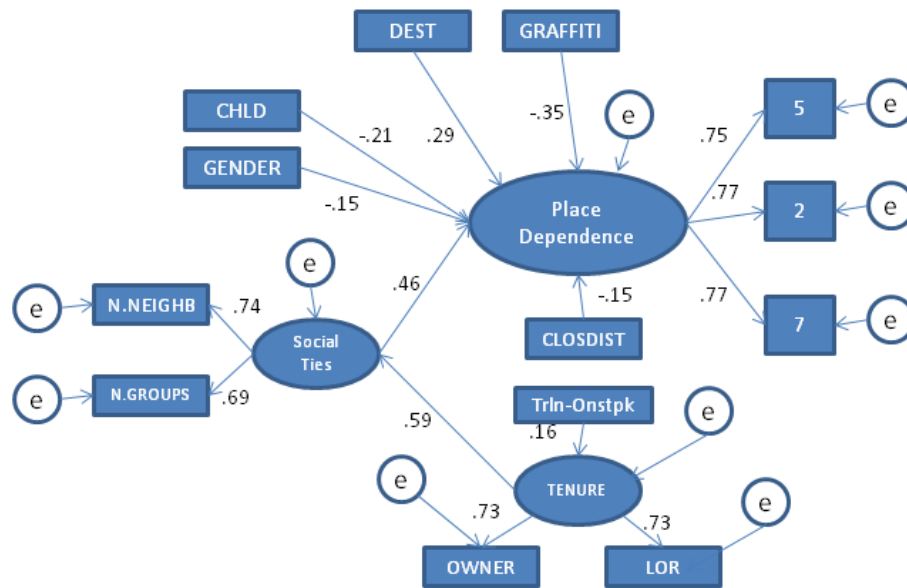 DEST
GRAFFITI
CHLD
-.21
.29
-.35
e
5
e
.75
GENDER
-.15
Place
Dependence
.77
2
e
e
.46
.77
-.15
7
e
e
N.NEIGHB
.74
Social
Ties
CLOSDIST
e
N.GROUPS
.69
.59
Trln-Onstpk
.16
e
e
TENURE
e
.73
.73
OWNER
LOR